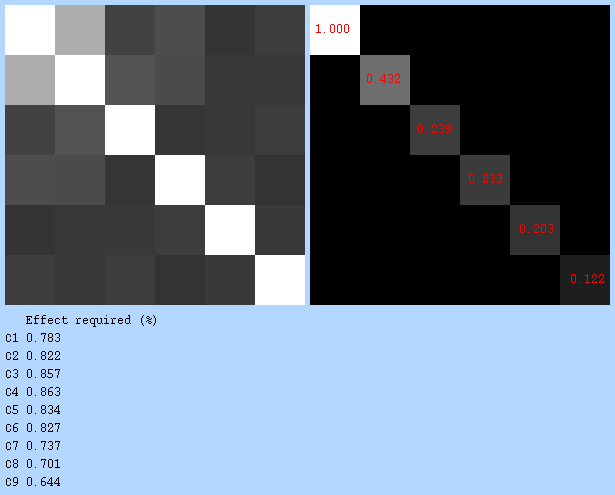 1.000
0.432
0.239
0.233
0.203
0.122
Effect required (%)
C1 0.783
C2 0.822
C3 0.857
C4 0.863
C5 0.834
C6 0.827
C7 0.737
C8 0.701
C9 0.644